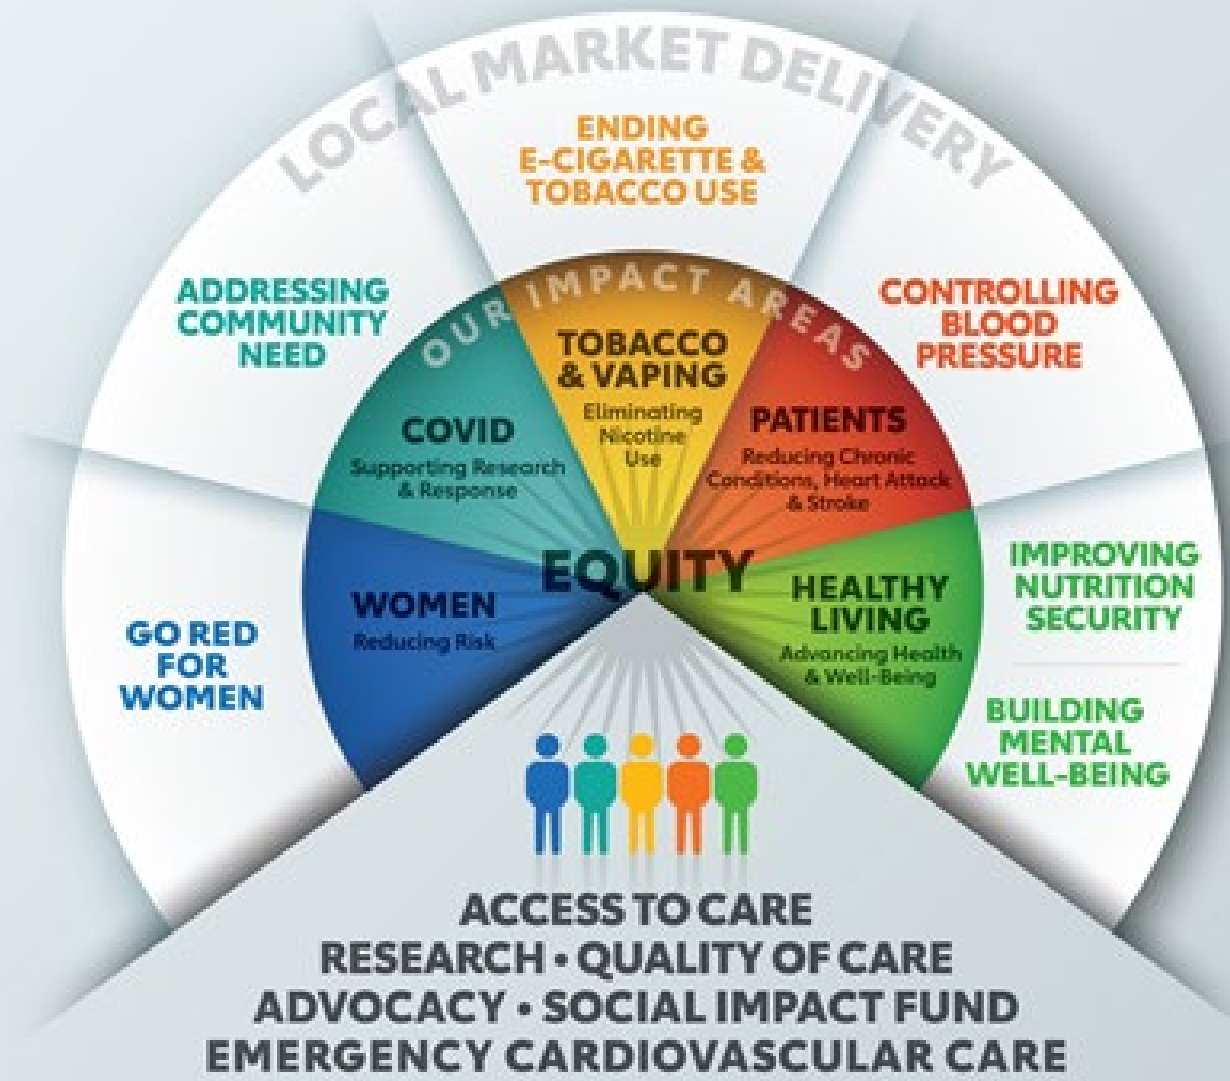 LOCAL MARKET DELIVERY
ENDING
E-CIGARETTE &
TOBACCO USE
ADDRESSING
COMMUNITY
NEED
CONTROLLING
BLOOD
PRESSURE
OUR IMPACT AREAS
TOBACCO
& VAPING
Eliminating
Nicotine
Use
COVID
Supporting Research
& Response
PATIENTS
Reducing Chronic
Conditions, Heart Attack
& Stroke
EQUITY
WOMEN
Reducing Risk
HEALTHY
LIVING
Advancing Health
& Well-Being
GO RED
FOR
WOMEN
IMPROVING
NUTRITION
SECURITY
BUILDING
MENTAL
WELL-BEING
ACCESS TO CARE
RESEARCH • QUALITY OF CARE
ADVOCACY • SOCIAL IMPACT FUND
EMERGENCY CARDIOVASCULAR CARE